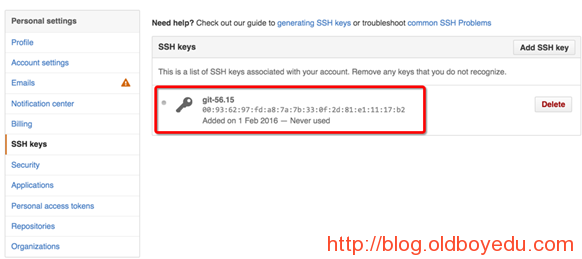 Personal settings
Profile
Account settings
Emails
Notification center
Billing
SSH keys
Security
Applications
Personal access tokens
Repositories
Organizations
Need help? Check out our guide to generating SSH keys or troubleshoot common SSH Problems
SSH keys
Add SSH key
This is a list of SSH keys associated with your account. Remove any keys that you do not recognize.
git-56.15
00:93:62:97:fd:a8:7a:7b:33:0f:2d:81:e1:11:17:b2
Added on 1 Feb 2016 — Never used
Delete
http://blog.oldboyedu.com